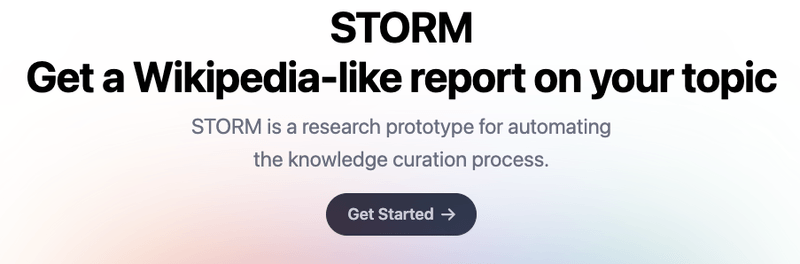 STORM
Get a Wikipedia-like report on your topic
STORM is a research prototype for automating
the knowledge curation process.
Get Started →